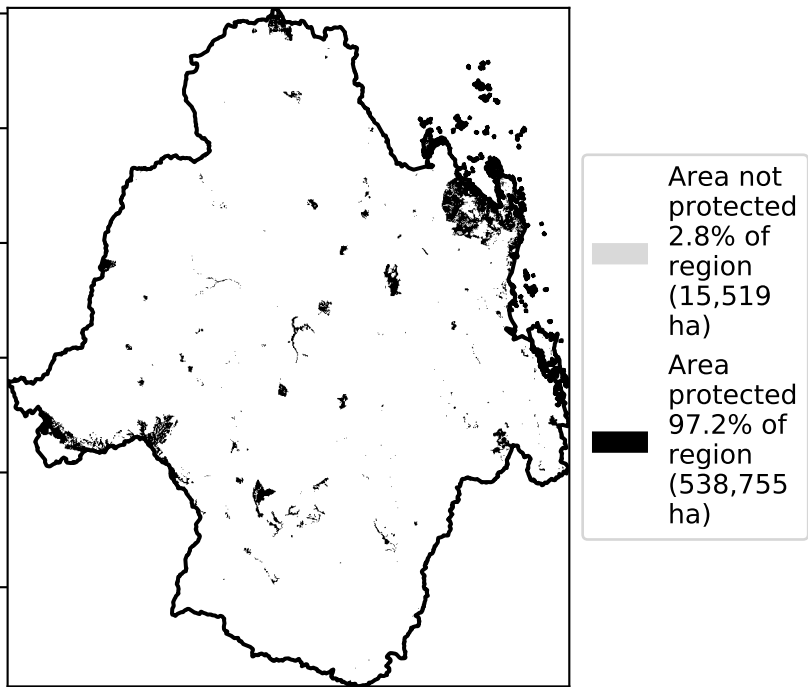 Area not
protected
2.8% of
region
(15,519
ha)
Area
protected
97.2% of
region
(538,755
ha)